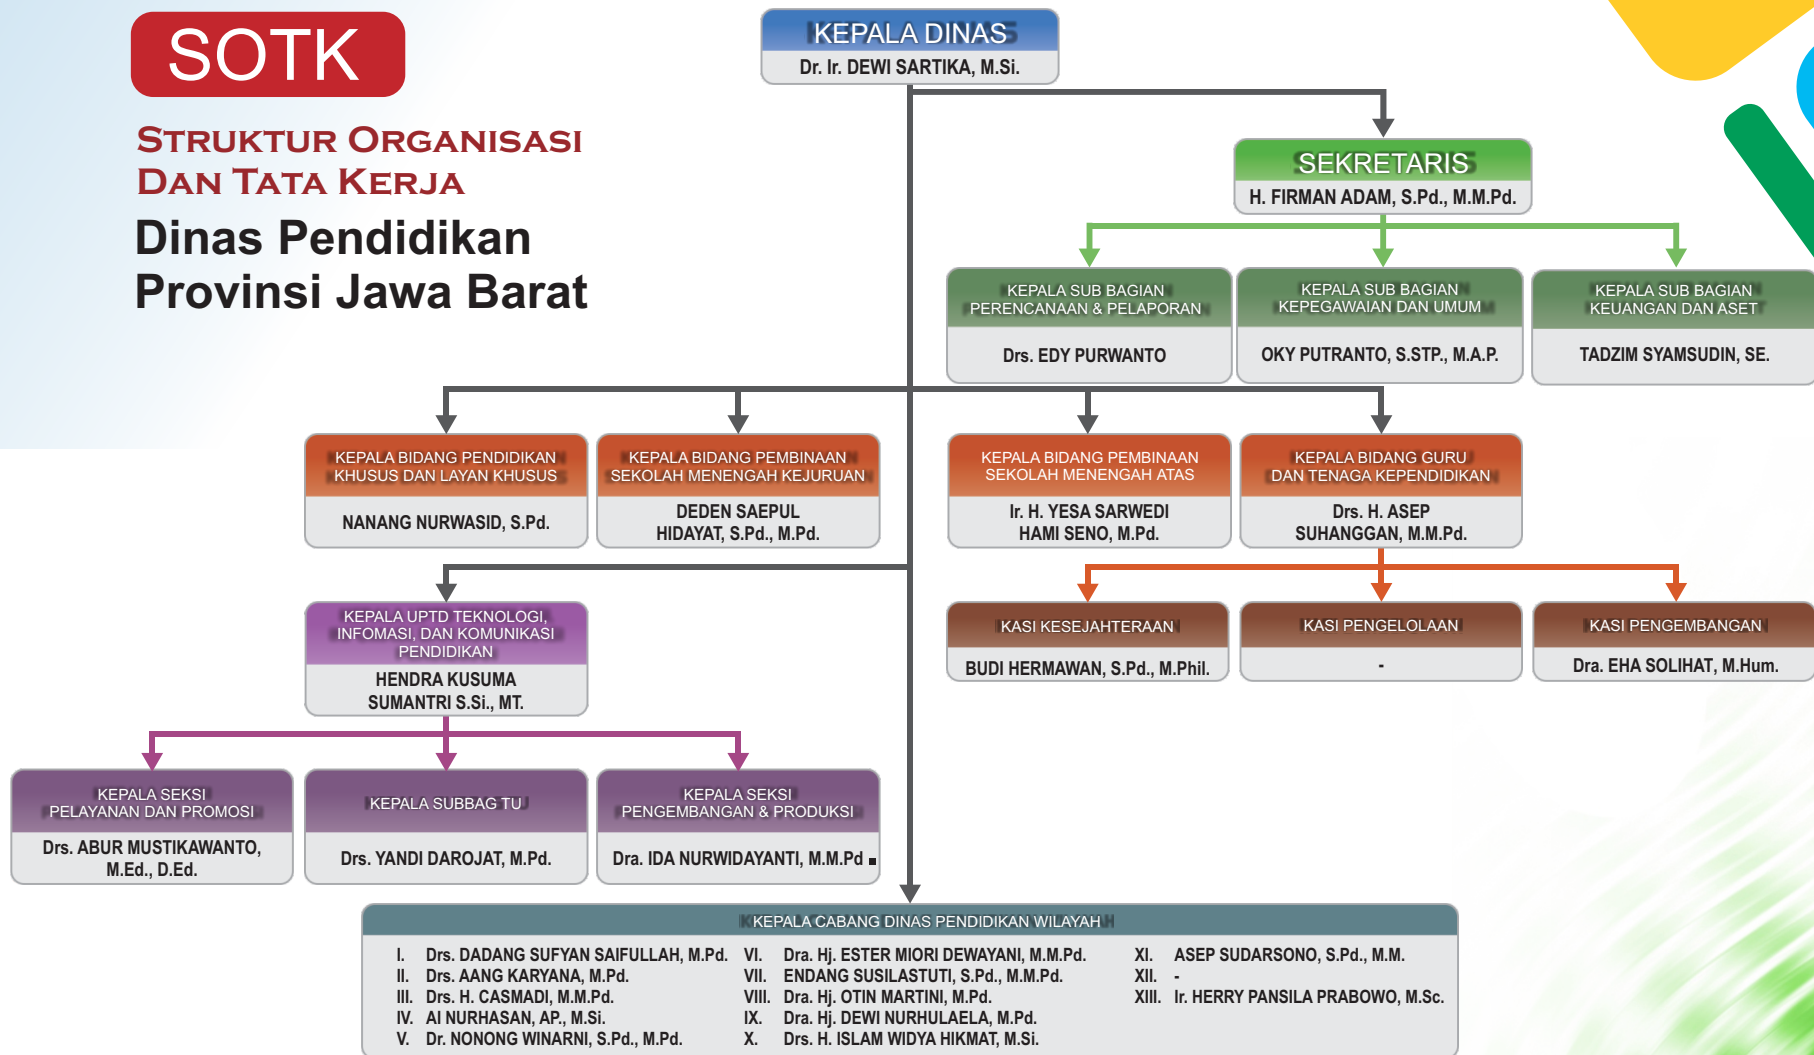 SOTK
STRUKTUR ORGANISASI
DAN TATA KERJA
Dinas Pendidikan
Provinsi Jawa Barat
KEPALA DINAS
Dr. Ir. DEWI SARTIKA, M.Si.
SEKRETARIS
H. FIRMAN ADAM, S.Pd., M.M.Pd.
KEPALA SUB BAGIAN
PERENCANAAN & PELAPORAN
Drs. EDY PURWANTO
KEPALA SUB BAGIAN
KEPEGAWAIAN DAN UMUM
OKY PUTRANTO, S.STP., M.A.P.
KEPALA SUB BAGIAN
KEUANGAN DAN ASET
TADZIM SYAMSUDIN, SE.
KEPALA BIDANG PENDIDIKAN
KHUSUS DAN LAYAN KHUSUS
NANANG NURWASID, S.Pd.
KEPALA BIDANG PEMBINAAN
SEKOLAH MENENGAH KEJURUAN
DEDEN SAEPUL
HIDAYAT, S.Pd., M.Pd.
KEPALA BIDANG PEMBINAAN
SEKOLAH MENENGAH ATAS
Ir. H. YESA SARWEDI
HAMI SENO, M.Pd.
KEPALA BIDANG GURU
DAN TENAGA KEPENDIDIKAN
Drs. H. ASEP
SUHANGGAN, M.M.Pd.
KEPALA UPTD TEKNOLOGI,
INFOMASI, DAN KOMUNIKASI
PENDIDIKAN
HENDRA KUSUMA
SUMANTRI S.Si., MT.
KASI KESEJAHTERAAN
BUDI HERMAWAN, S.Pd., M.Phil.
KASI PENGELOLAAN
-
KASI PENGEMBANGAN
Dra. EHA SOLIHAT, M.Hum.
KEPALA SEKSI
PELAYANAN DAN PROMOSI
Drs. ABUR MUSTIKAWANTO,
M.Ed., D.Ed.
KEPALA SUBBAG TU
Drs. YANDI DAROJAT, M.Pd.
KEPALA SEKSI
PENGEMBANGAN & PRODUKSI
Dra. IDA NURWIDAYANTI, M.M.Pd.
KEPALA CABANG DINAS PENDIDIKAN WILAYAH
I. Drs. DADANG SUFYAN SAIFULLAH, M.Pd.
II. Drs. AANG KARYANA, M.Pd.
III. Drs. H. CASMADI, M.M.Pd.
IV. AI NURHASAN, AP., M.Si.
V. Dr. NONONG WINARNI, S.Pd., M.Pd.
VI. Dra. Hj. ESTER MIORI DEWAYANI, M.M.Pd.
VII. ENDANG SUSILASTUTI, S.Pd., M.M.Pd.
VIII. Dra. Hj. OTIN MARTINI, M.Pd.
IX. Dra. Hj. DEWI NURHULAELA, M.Pd.
X. Drs. H. ISLAM WIDYA HIKMAT, M.Si.
XI. ASEP SUDARSONO, S.Pd., M.M.
XII. -
XIII. Ir. HERRY PANSILA PRABOWO, M.Sc.